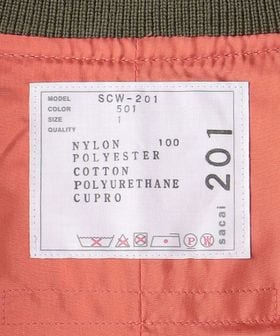 MODEL SCW-201
COLOR 501
SIZE 1
QUALITY
NYLON 100
POLYESTER
COTTON
POLYURETHANE
CUPRO
sacai 201